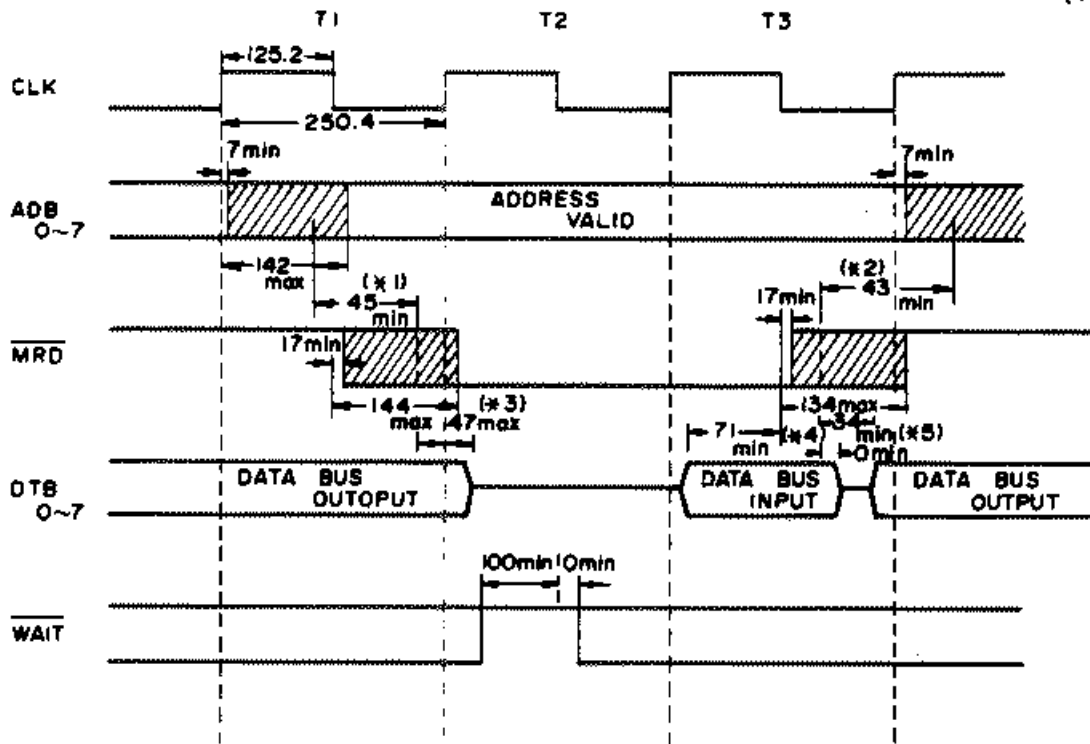 T1 T2 T3
125.2
CLK
250.4
7min 7min
ADB
0~7
ADDRESS
VALID
142
max
(*1)
45
min
(*2)
43
min
17min
MRD
17min
144
max
(*3)
47max
134max
34
min(*5)
71
min
(*4)
0min
DTB
0~7
DATA BUS
OUTOPUT
DATA BUS
INPUT
DATA BUS
OUTPUT
100min 0min
WAIT